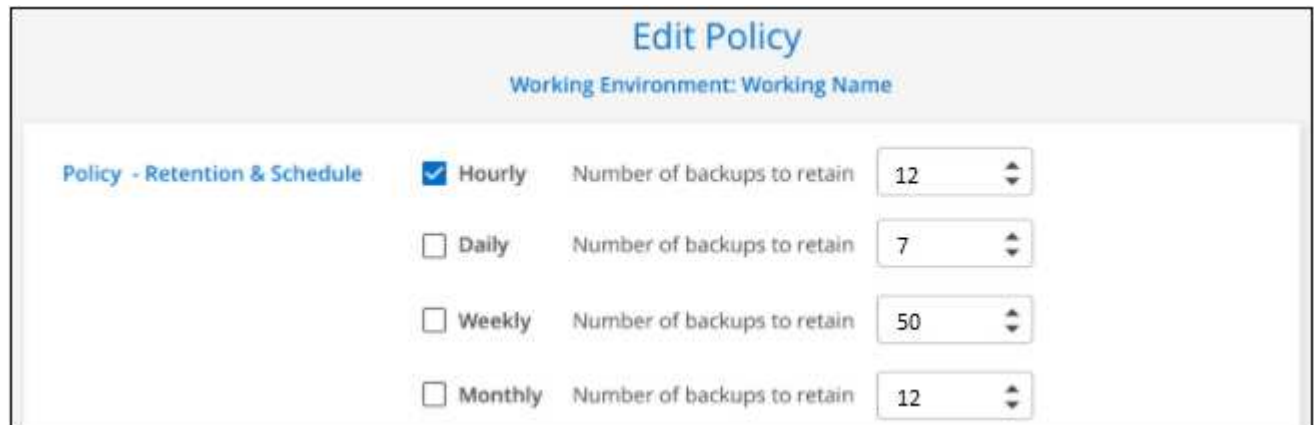 Edit Policy
Working Environment: Working Name
Policy - Retention & Schedule Hourly Number of backups to retain 12
Daily Number of backups to retain 7
Weekly Number of backups to retain 50
Monthly Number of backups to retain 12